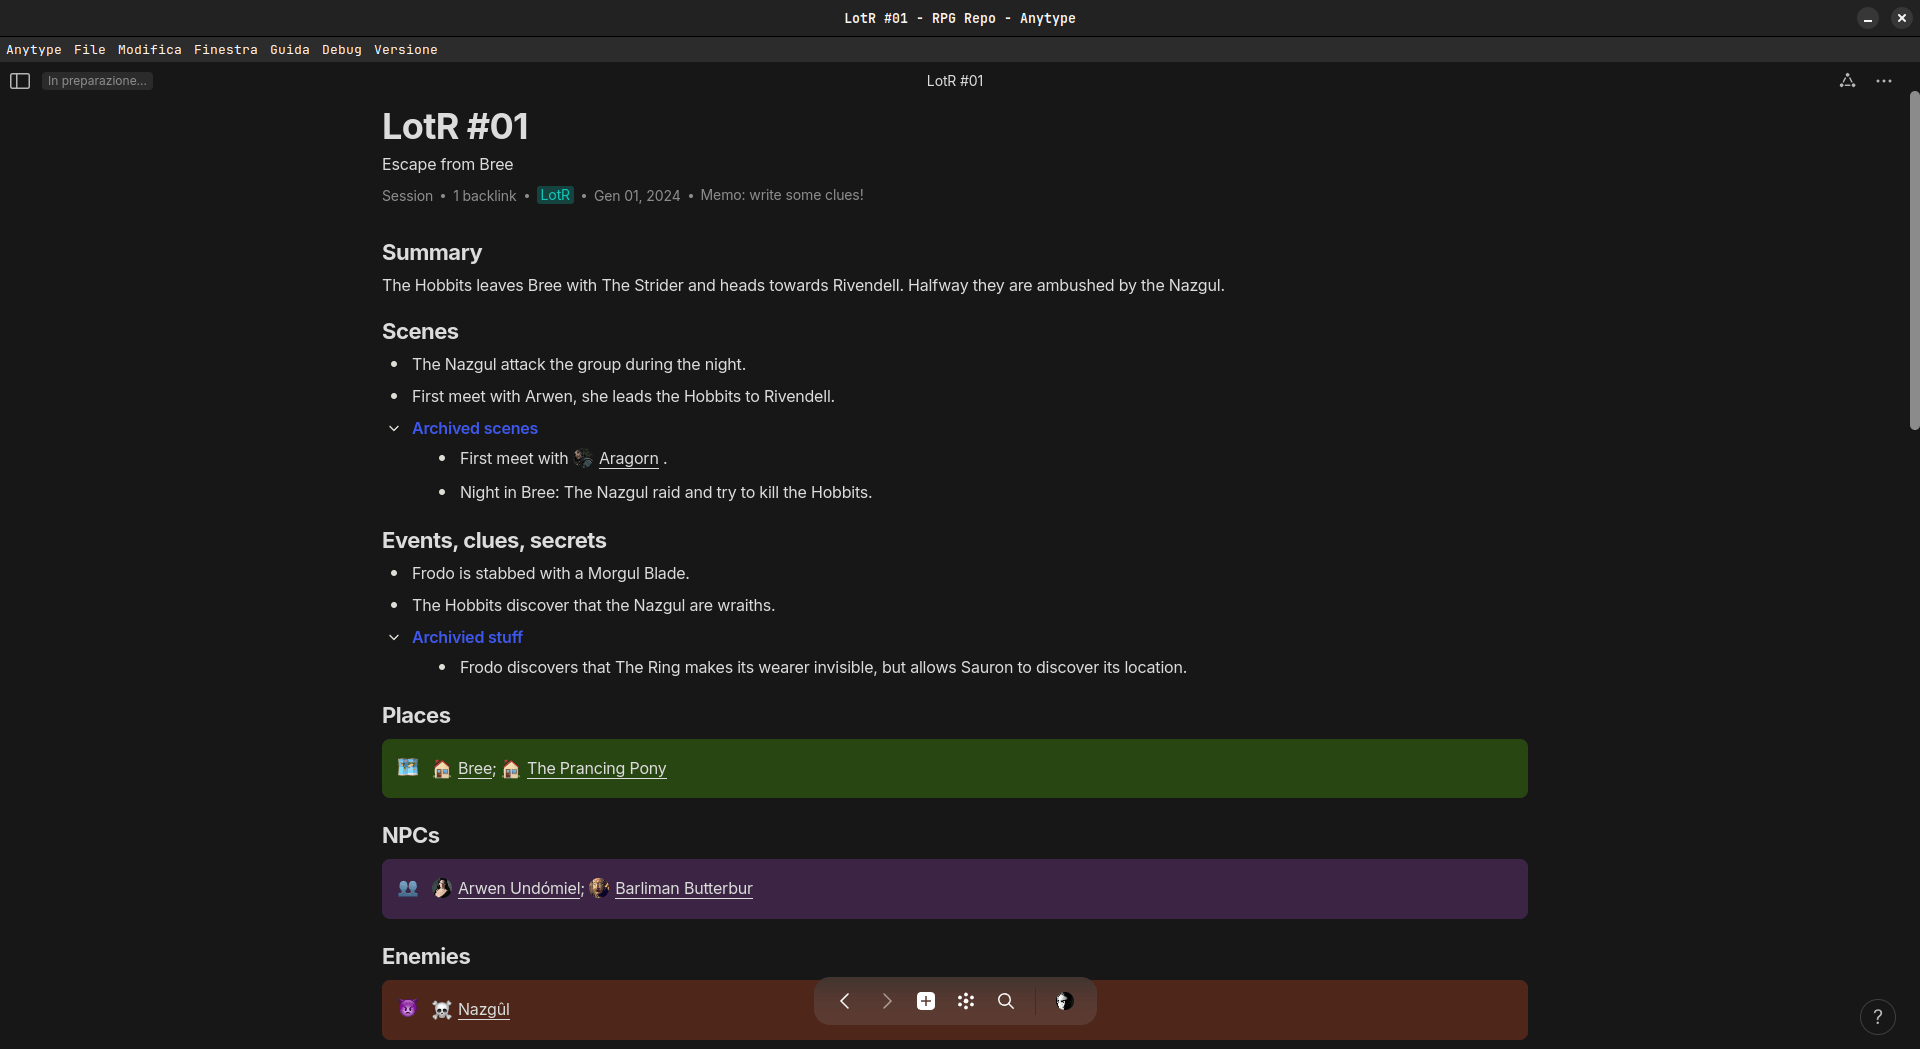 LotR #01 - RPG Repo - Anytype
Anytype File Modifica Finestra Guida Debug Versione
In preparazione...
LotR #01
LotR #01
Escape from Bree
Session • 1 backlink • LotR • Gen 01, 2024 • Memo: write some clues!
Summary
The Hobbits leaves Bree with The Strider and heads towards Rivendell. Halfway they are ambushed by the Nazgul.
Scenes
• The Nazgul attack the group during the night.
• First meet with Arwen, she leads the Hobbits to Rivendell.
Archived scenes
• First meet with Aragorn .
• Night in Bree: The Nazgul raid and try to kill the Hobbits.
Events, clues, secrets
• Frodo is stabbed with a Morgul Blade.
• The Hobbits discover that the Nazgul are wraiths.
Archivied stuff
• Frodo discovers that The Ring makes its wearer invisible, but allows Sauron to discover its location.
Places
Bree; The Prancing Pony
NPCs
Arwen Undómiel; Barliman Butterbur
Enemies
Nazgûl
?